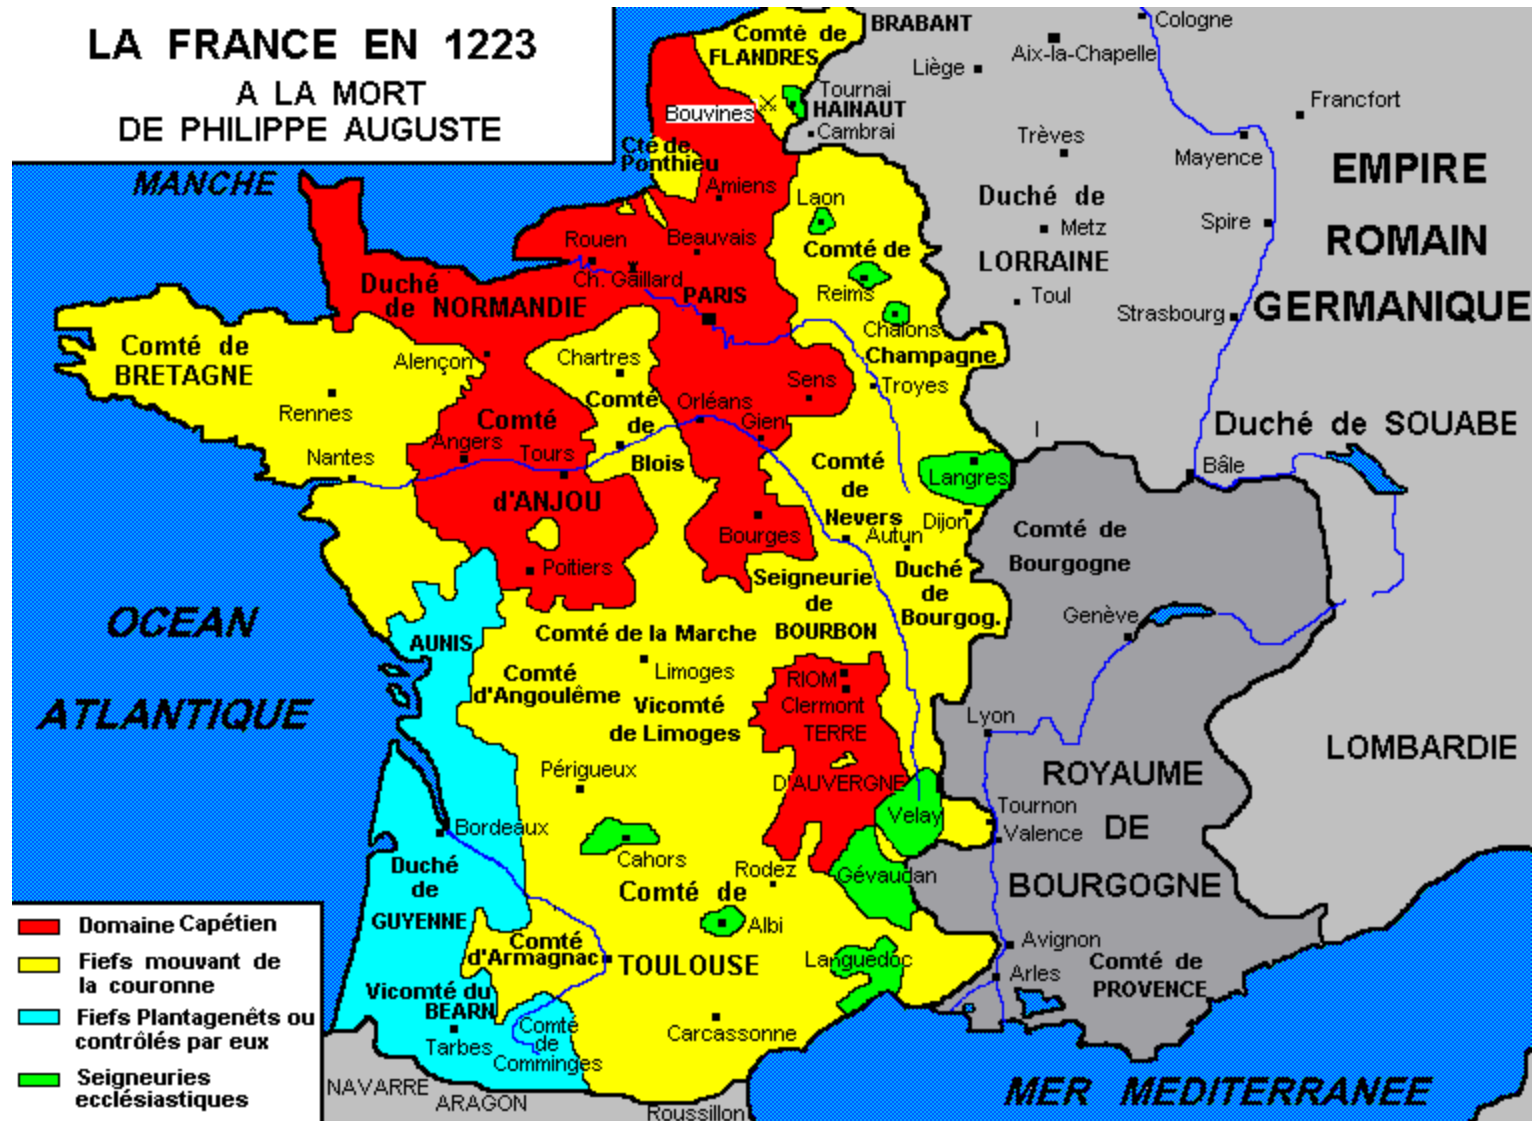 LA FRANCE EN 1223
A LA MORT
DE PHILIPPE AUGUSTE
MANCHE
OCEAN
ATLANTIQUE
MER MEDITERRANEE
Comté de
FLANDRES
BRABANT
Tournai
HAINAUT
Bouvines
Cambrai
Cté de
Ponthieu
Amiens
Liège
Aix-la-Chapelle
Cologne
Francfort
Trèves
Mayence
Duché de
LORRAINE
Metz
Toul
Spire
Strasbourg
EMPIRE
ROMAIN
GERMANIQUE
Duché de SOUABE
Bâle
l
Laon
Comté de
Champagne
Reims
Chalons
Troyes
Rouen
Beauvais
Ch. Gaillard
PARIS
Duché
de NORMANDIE
Comté de
BRETAGNE
Alençon
Rennes
Nantes
Chartres
Comté
de
Blois
Orléans
Sens
Gien
Comté
d'ANJOU
Angers
Tours
Poitiers
Bourges
Comté
de
Nevers
Langres
Dijon
Autun
Duché
de
Bourgog.
Comté de
Bourgogne
Genève
Seigneurie
de
BOURBON
AUNIS
Comté de la Marche
Limoges
Comté
d'Angoulême
Vicomté
de Limoges
RIOM
Clermont
TERRE
D'AUVERGNE
Lyon
ROYAUME
DE
BOURGOGNE
LOMBARDIE
Périgueux
Velay
Tournon
Valence
Bordeaux
Cahors
Rodez
Gévaudan
Duché
de
GUYENNE
Comté de
TOULOUSE
Albi
Comté
d'Armagnac
Languedoc
Avignon
Arles
Comté de
PROVENCE
Vicomté du
BEARN
Tarbes
Comté
de
Comminges
Carcassonne
NAVARRE
ARAGON
Roussillon
Domaine Capétien
Fiefs mouvant de
la couronne
Fiefs Plantagenêts ou
contrôlés par eux
Seigneuries
ecclésiastiques